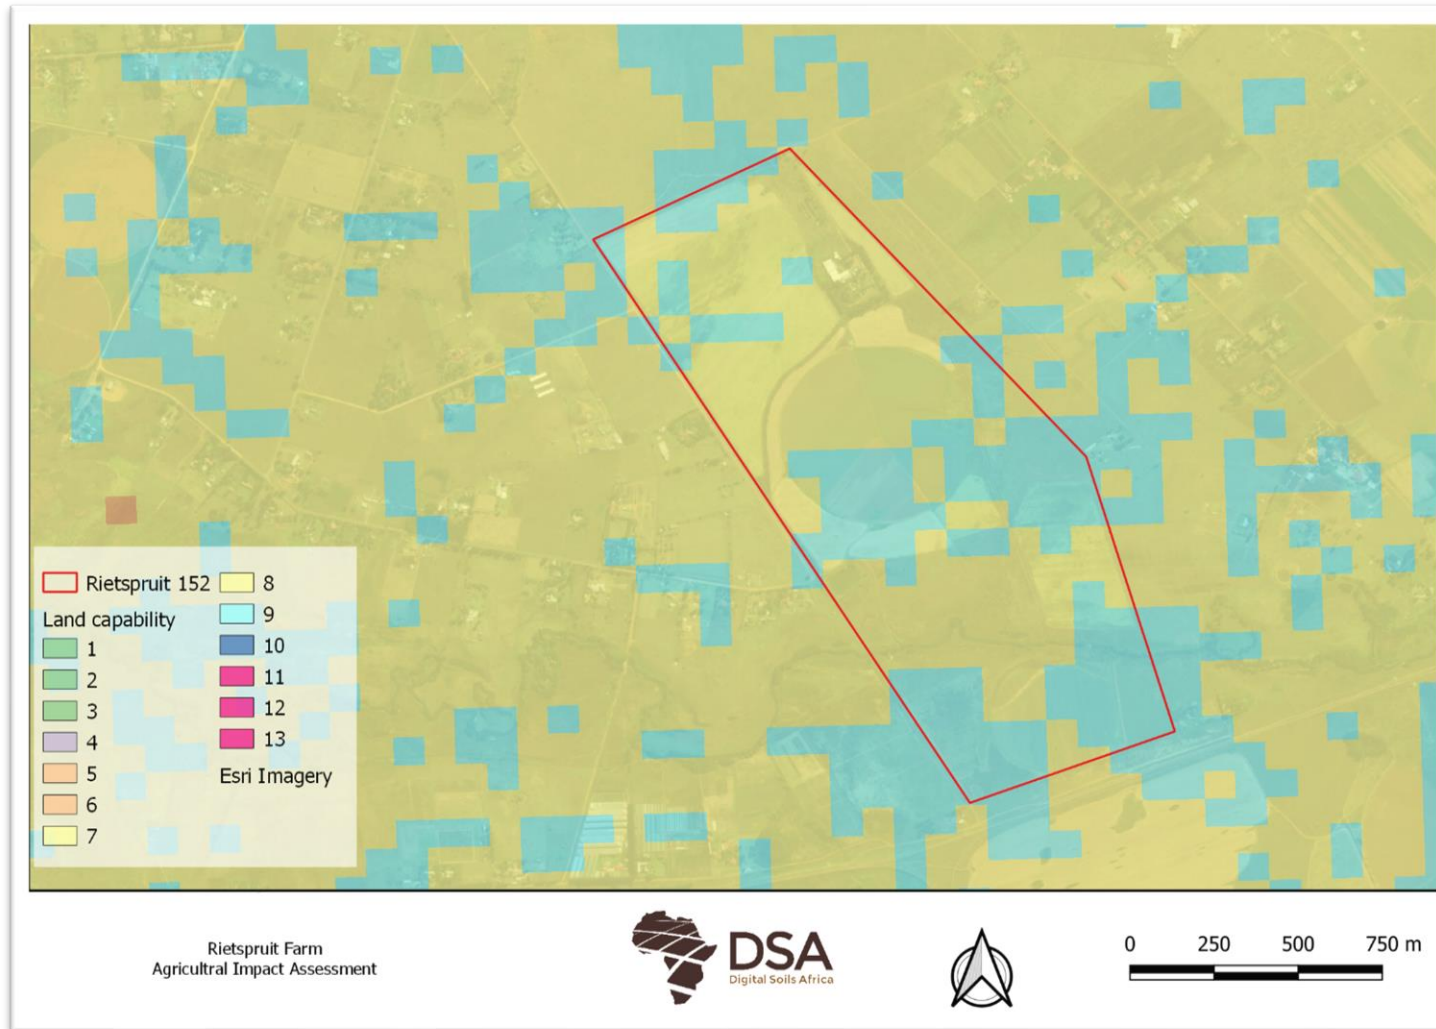 Rietspruit 152
Land capability
1
2
3
4
5
6
7
8
9
10
11
12
13
Esri Imagery
Rietspruit Farm
Agricultral Impact Assessment
DSA
Digital Soils Africa
0 250 500 750 m